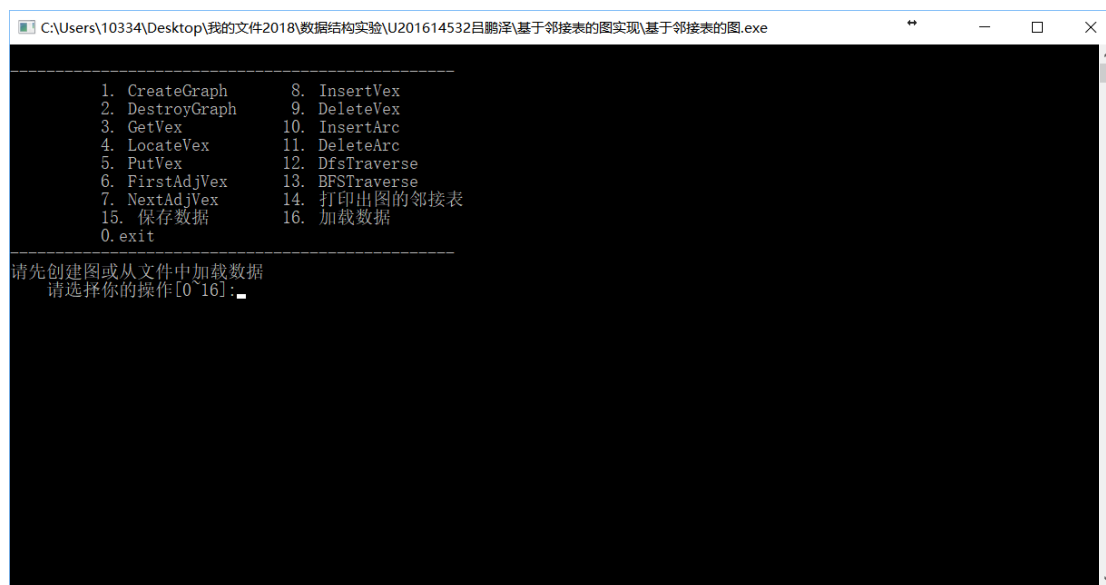 C:\Users\10334\Desktop\我的文件2018\数据结构实验\U201614532吕鹏泽\基于邻接表的图实现\基于邻接表的图.exe
--------------------------------------------------
1. CreateGraph 8. InsertVex
2. DestroyGraph 9. DeleteVex
3. GetVex 10. InsertArc
4. LocateVex 11. DeleteArc
5. PutVex 12. DfsTraverse
6. FirstAdjVex 13. BFSTraverse
7. NextAdjVex 14. 打印出图的邻接表
15. 保存数据 16. 加载数据
0.exit
--------------------------------------------------
请先创建图或从文件中加载数据
请选择你的操作[0~16]: